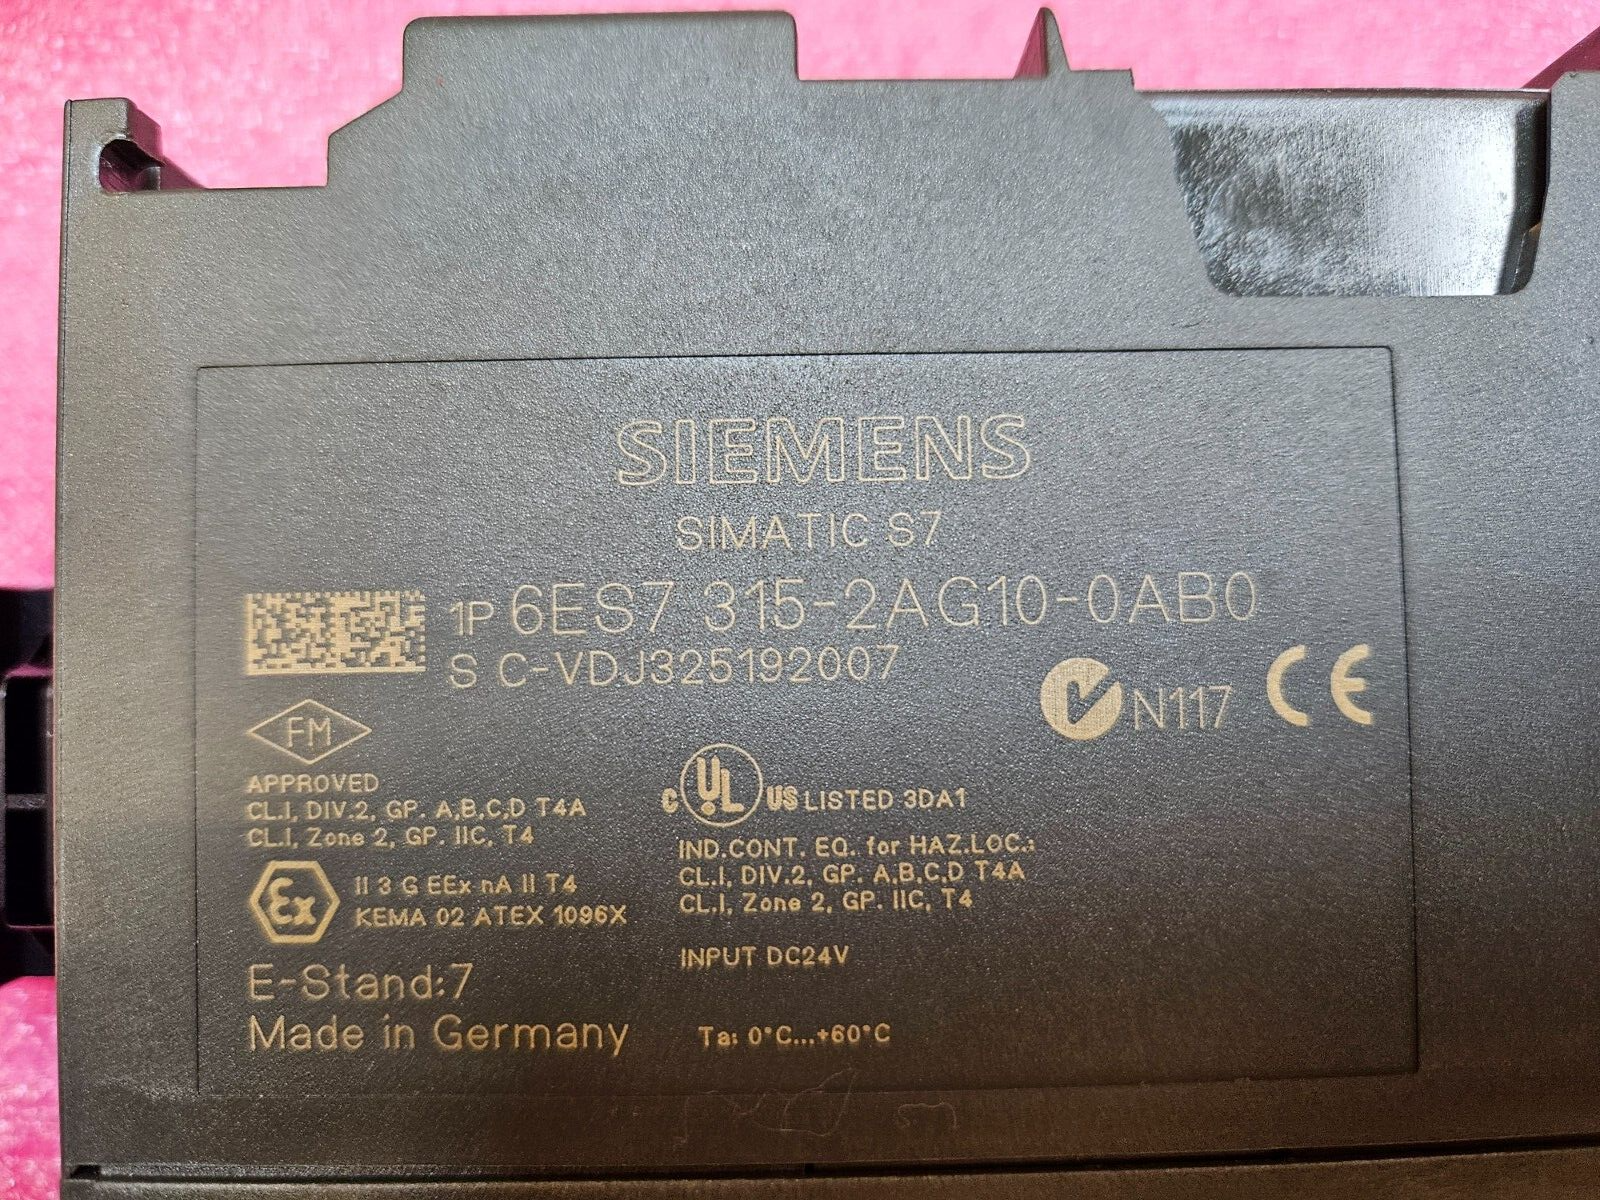 SIEMENS
SIMATIC S7
1P 6ES7 315-2AG10-0AB0
S C-VDJ325192007
N117 CE
FM
APPROVED
CL.I, DIV.2, GP. A,B,C,D T4A
CL.I, Zone 2, GP. IIC, T4
Ex II 3 G EEx nA II T4
KEMA 02 ATEX 1096X
E-Stand:7
Made in Germany
C UL US LISTED 3DA1
IND.CONT. EQ. for HAZ.LOC.:
CL.I, DIV.2, GP. A,B,C,D T4A
CL.I, Zone 2, GP. IIC, T4
INPUT DC24V
Ta: 0°C...+60°C